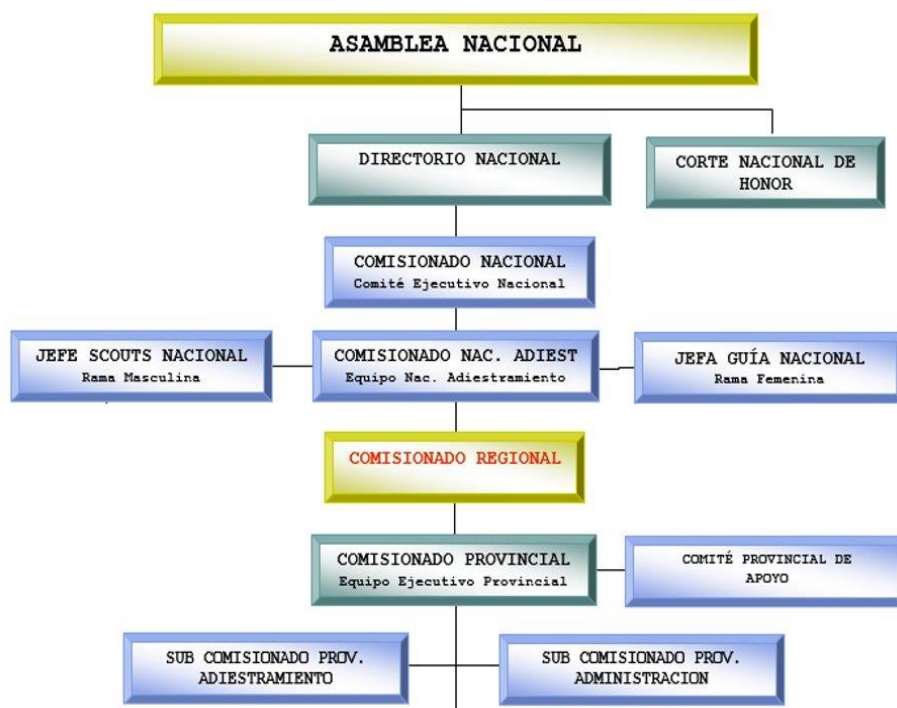 ASAMBLEA NACIONAL
DIRECTORIO NACIONAL
CORTE NACIONAL DE
HONOR
COMISIONADO NACIONAL
Comité Ejecutivo Nacional
JEFE SCOUTS NACIONAL
Rama Masculina
COMISIONADO NAC. ADIEST
Equipo Nac. Adiestramiento
JEFA GUÍA NACIONAL
Rama Femenina
COMISIONADO REGIONAL
COMISIONADO PROVINCIAL
Equipo Ejecutivo Provincial
COMITÉ PROVINCIAL DE
APOYO
SUB COMISIONADO PROV.
ADIESTRAMIENTO
SUB COMISIONADO PROV.
ADMINISTRACION